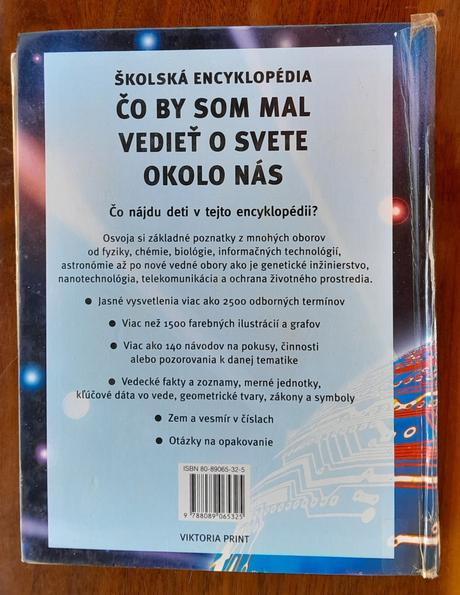 ŠKOLSKÁ ENCYKLOPÉDIA
ČO BY SOM MAL
VEDIEŤ O SVETE
OKOLO NÁS
Čo nájdu deti v tejto encyklopédii?
Osvoja si základné poznatky z mnohých oborov
od fyziky, chémie, biológie, informačných technológií,
astronómie až po nové vedné obory ako je genetické inžinierstvo,
nanotechnológia, telekomunikácia a ochrana životného prostredia.
● Jasné vysvetlenia viac ako 2500 odborných termínov
● Viac než 1500 farebných ilustrácií a grafov
● Viac ako 140 návodov na pokusy, činnosti
alebo pozorovania k danej tematike
● Vedecké fakty a zoznamy, merné jednotky,
kľúčové dáta vo vede, geometrické tvary, zákony a symboly
● Zem a vesmír v číslach
● Otázky na opakovanie
ISBN 80-89065-32-5
9 788089 065325
VIKTORIA PRINT